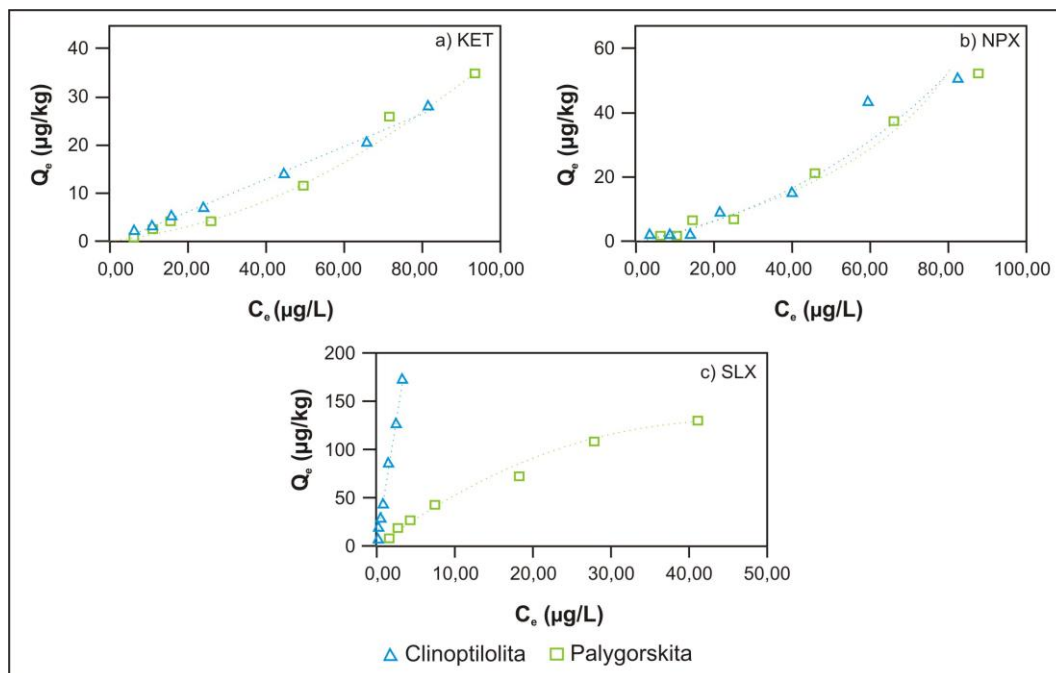 a) KET
40
30
20
10
0
Qₑ (µg/kg)
0,00 20,00 40,00 60,00 80,00 100,00
Cₑ (µg/L)
b) NPX
60
40
20
0
Qₑ (µg/kg)
0,00 20,00 40,00 60,00 80,00 100,00
Cₑ (µg/L)
c) SLX
200
150
100
50
0
Qₑ (µg/kg)
0,00 10,00 20,00 30,00 40,00 50,00
Cₑ (µg/L)
Clinoptilolita Palygorskita